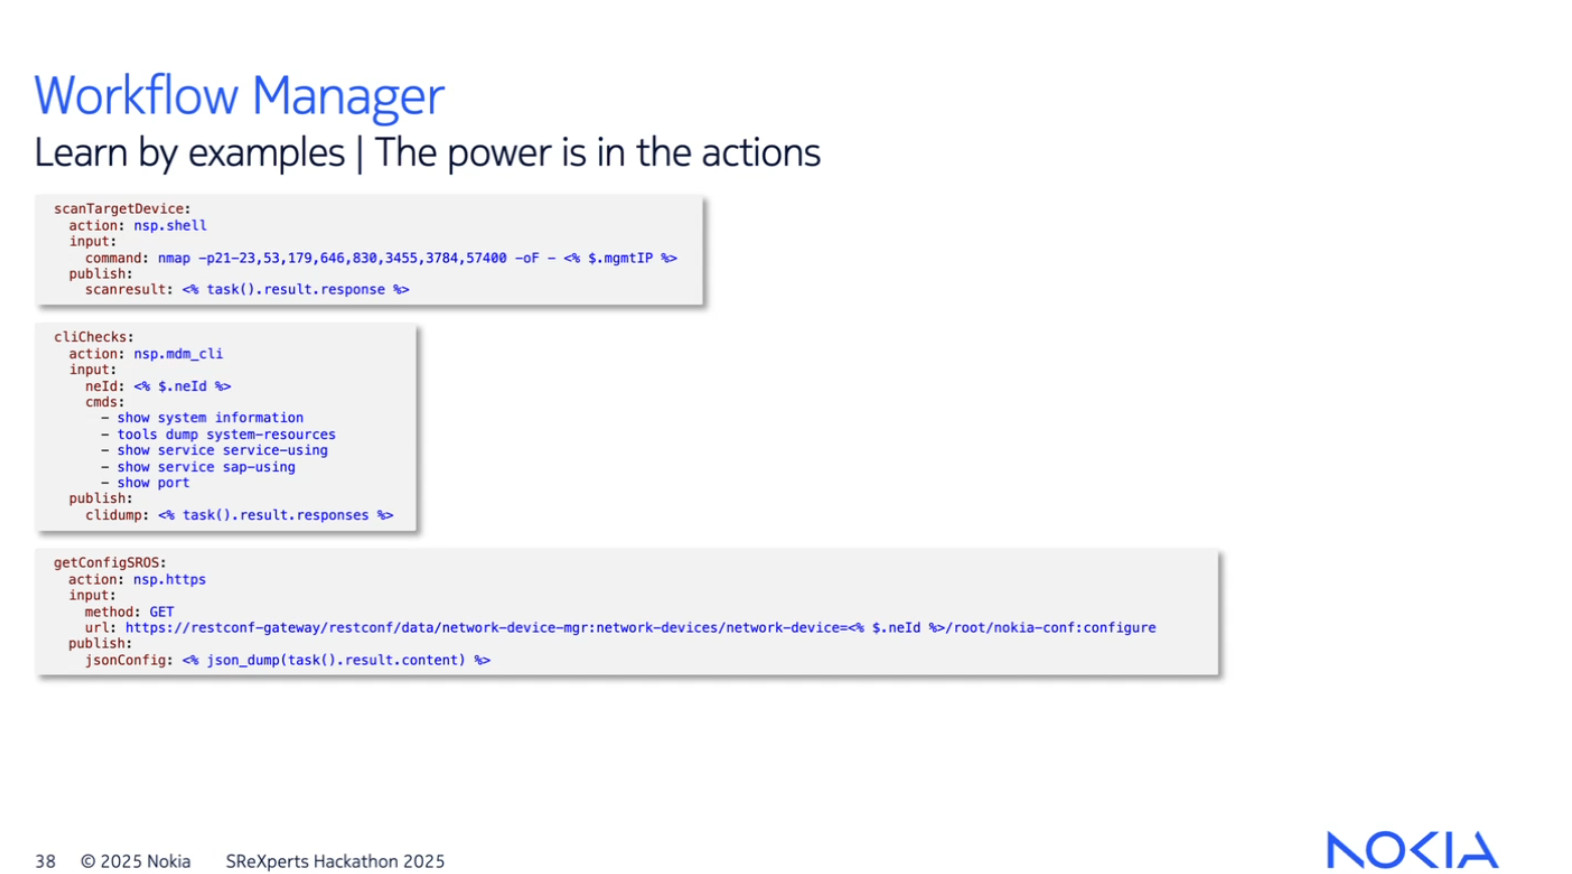 Workflow Manager
Learn by examples | The power is in the actions
scanTargetDevice:
  action: nsp.shell
  input:
    command: nmap -p21-23,53,179,646,830,3455,3784,57400 -oF - <% $.mgmtIP %>
  publish:
    scanresult: <% task().result.response %>
cliChecks:
  action: nsp.mdm_cli
  input:
    neId: <% $.neId %>
    cmds:
      - show system information
      - tools dump system-resources
      - show service service-using
      - show service sap-using
      - show port
  publish:
    clidump: <% task().result.responses %>
getConfigSROS:
  action: nsp.https
  input:
    method: GET
    url: https://restconf-gateway/restconf/data/network-device-mgr:network-devices/network-device=<% $.neId %>/root/nokia-conf:configure
  publish:
    jsonConfig: <% json_dump(task().result.content) %>
38 © 2025 Nokia SReXperts Hackathon 2025
NOKIA